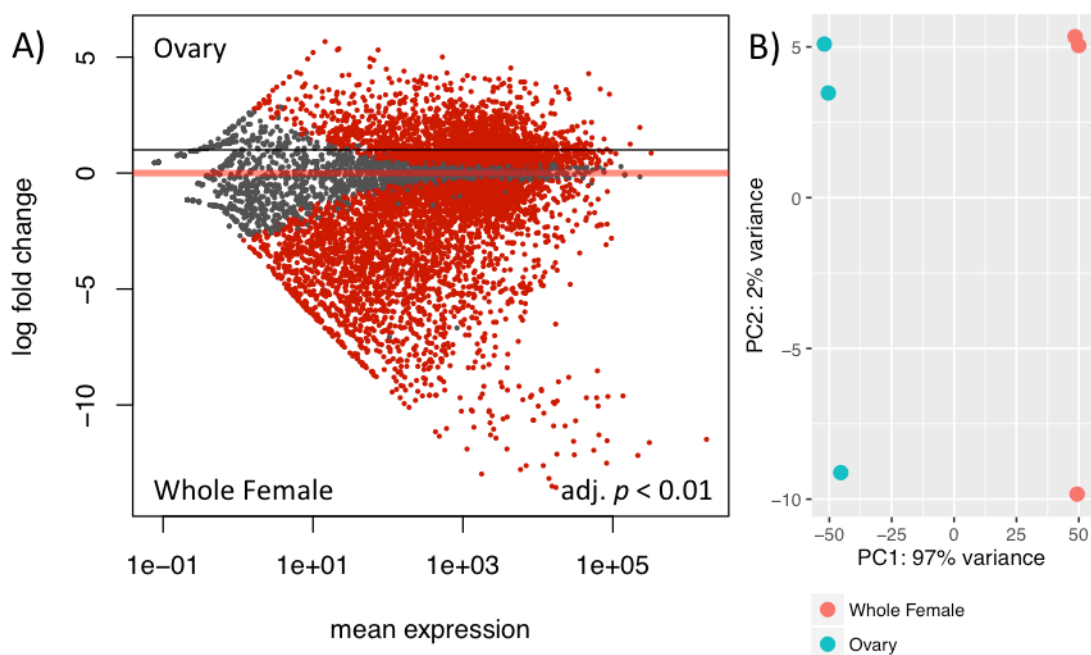 A)
Ovary
5
0
−5
−10
log fold change
Whole Female
adj. p < 0.01
1e−01
1e+01
1e+03
1e+05
mean expression
B)
5
0
−5
−10
PC2: 2% variance
−50
−25
0
25
50
PC1: 97% variance
Whole Female
Ovary